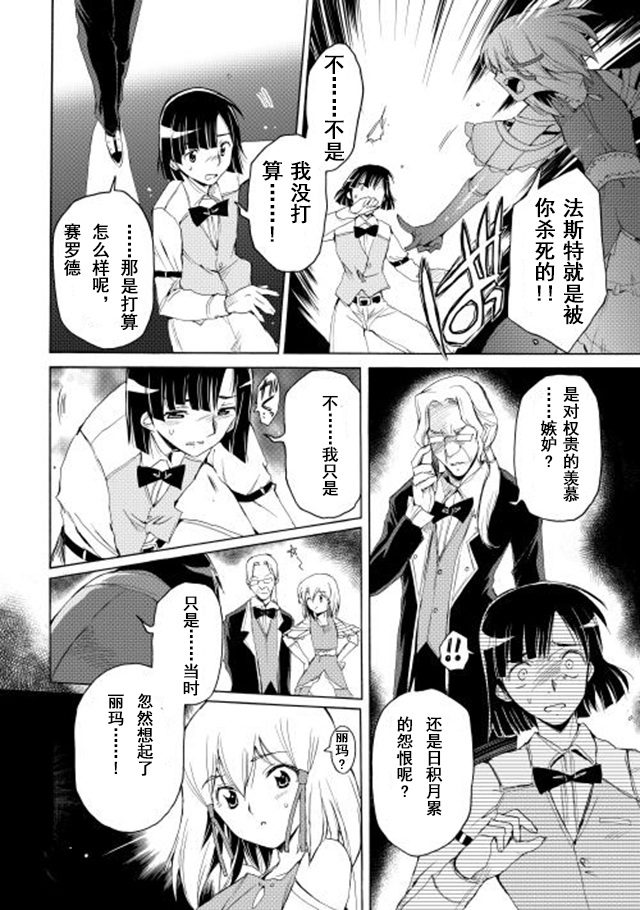 法斯特就是被
你杀死的!!
不……不是
我没打
算……!
……那是打算
怎么样呢，
赛罗德
是对权贵的羡慕
……嫉妒?
!!
还是日积月累
的怨恨呢?
不……我只是
只是……当时
忽然想起了
丽玛……!
丽玛?